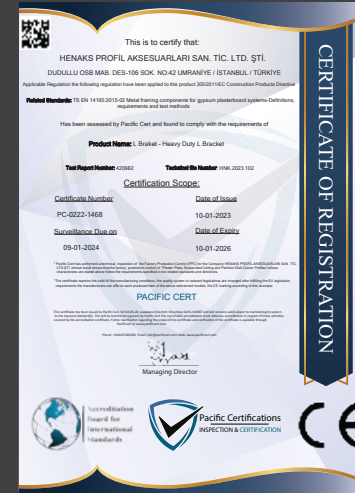 This is to certify that:
HENAKS PROFİL AKSESUARLARI SAN. TİC. LTD. ŞTİ.
DUDULLU OSB MAB. DES-106 SOK. NO:42 UMRANİYE / İSTANBUL / TÜRKİYE
Applicable Regulation the following regulation have been applied to this product 305/2011/EC Construction Products Directive
Related Standards: TS EN 14195:2015-02 Metal framing components for gypsum plasterboard systems-Definitions,
requirements and test methods
Has been assessed by Pacific Cert and found to comply with the requirements of
Product Name: L Braket - Heavy Duty L Bracket
Test Report Number: 420982 Technical file Number HNK.2023.102
Certification Scope:
Certificate Number Date of Issue
PC-0222-1468 10-01-2023
Surveillance Due on Date of Expiry
09-01-2024 10-01-2026
PACIFIC CERT
Managing Director
Accreditation
Board for
International
Standards
Pacific Certifications
INSPECTION & CERTIFICATION
CE
CERTIFICATE OF REGISTRATION